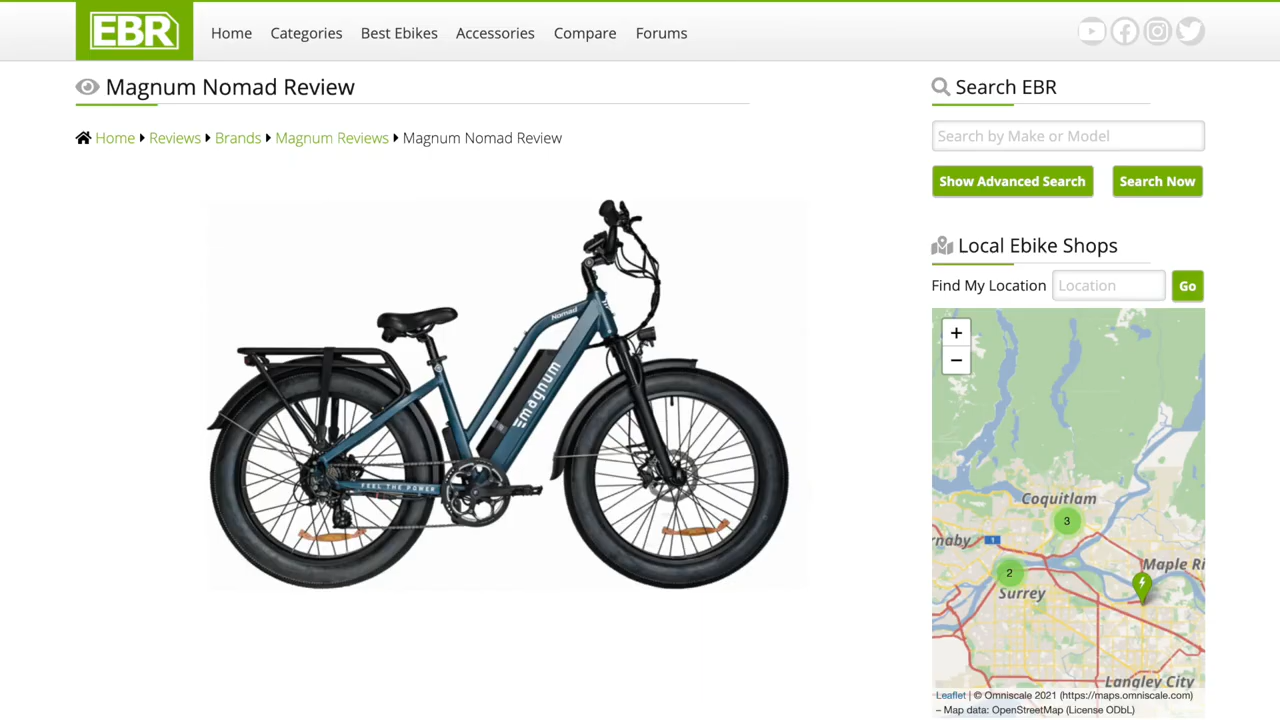 EBR
Home
Categories
Best Ebikes
Accessories
Compare
Forums
Magnum Nomad Review
Home Reviews Brands Magnum Reviews Magnum Nomad Review
Nomad
magnum
FEEL THE POWER
Search EBR
Search by Make or Model
Show Advanced Search
Search Now
Local Ebike Shops
Find My Location
Location
Go
+
−
Coquitlam
3
rnaby
1
Maple Ri
2
Surrey
Langley City
Leaflet | © Omniscale 2021 (https://maps.omniscale.com)
– Map data: OpenStreetMap (License ODbL)